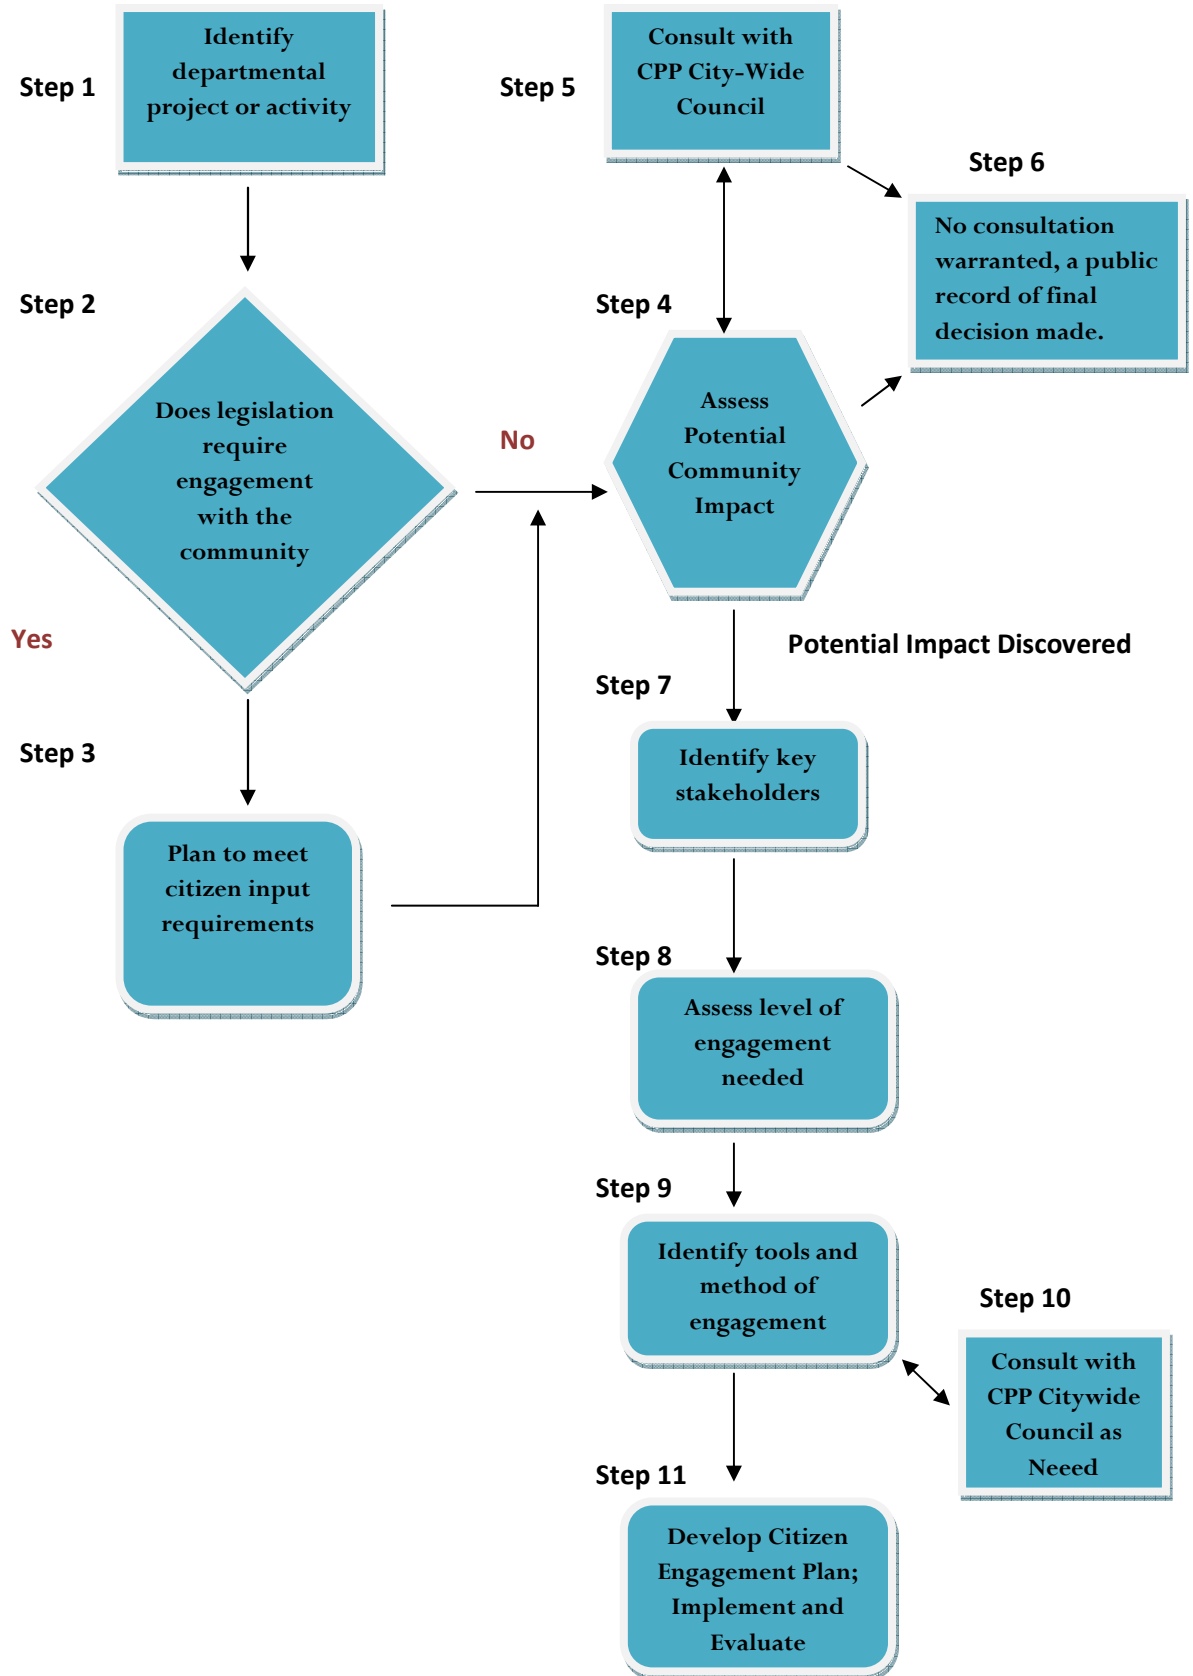 Step 1
Identify
departmental
project or activity
Step 2
Does legislation
require
engagement
with the
community
No
Yes
Step 3
Plan to meet
citizen input
requirements
Step 4
Assess
Potential
Community
Impact
Step 5
Consult with
CPP City-Wide
Council
Step 6
No consultation
warranted, a public
record of final
decision made.
Potential Impact Discovered
Step 7
Identify key
stakeholders
Step 8
Assess level of
engagement
needed
Step 9
Identify tools and
method of
engagement
Step 10
Consult with
CPP Citywide
Council as
Neeed
Step 11
Develop Citizen
Engagement Plan;
Implement and
Evaluate